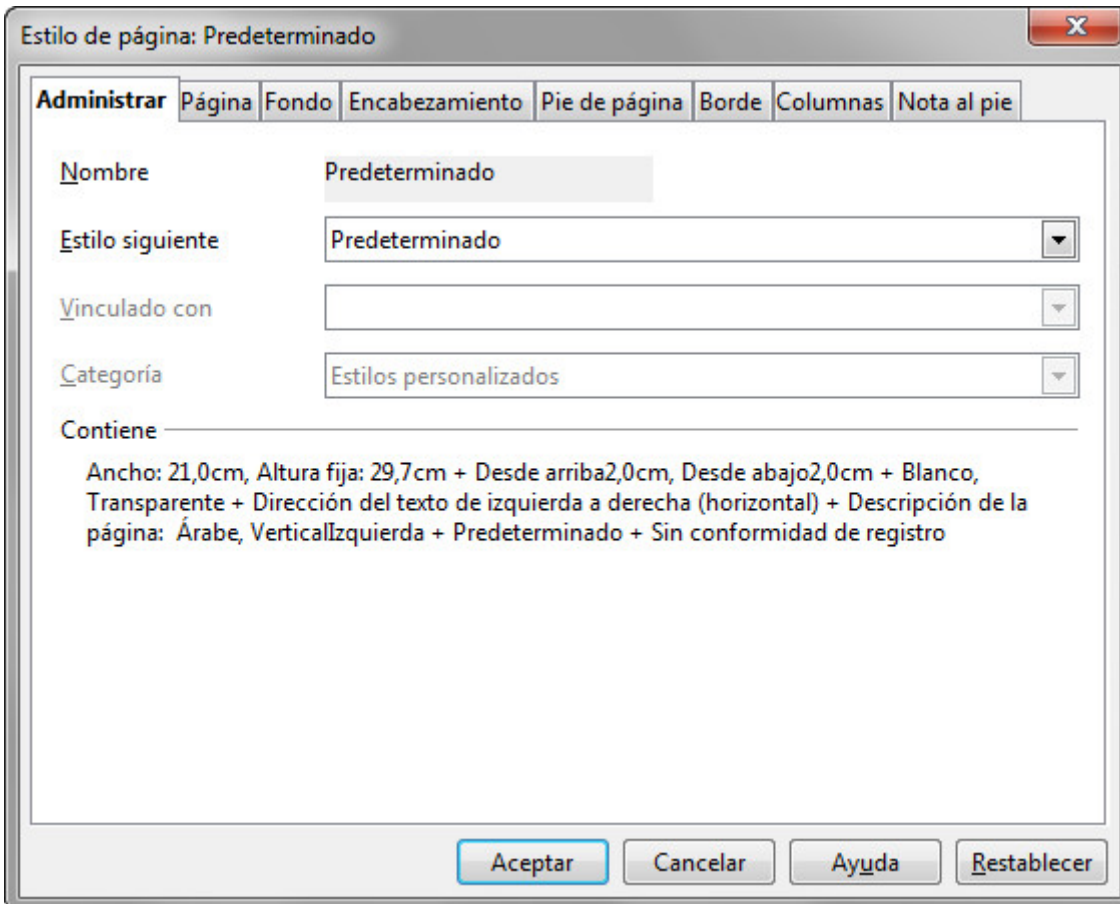 Estilo de página: Predeterminado
Administrar Página Fondo Encabezamiento Pie de página Borde Columnas Nota al pie
Nombre Predeterminado
Estilo siguiente Predeterminado
Vinculado con
Categoría Estilos personalizados
Contiene
Ancho: 21,0cm, Altura fija: 29,7cm + Desde arriba2,0cm, Desde abajo2,0cm + Blanco,
Transparente + Dirección del texto de izquierda a derecha (horizontal) + Descripción de la
página:  Árabe, VerticalIzquierda + Predeterminado + Sin conformidad de registro
Aceptar Cancelar Ayuda Restablecer